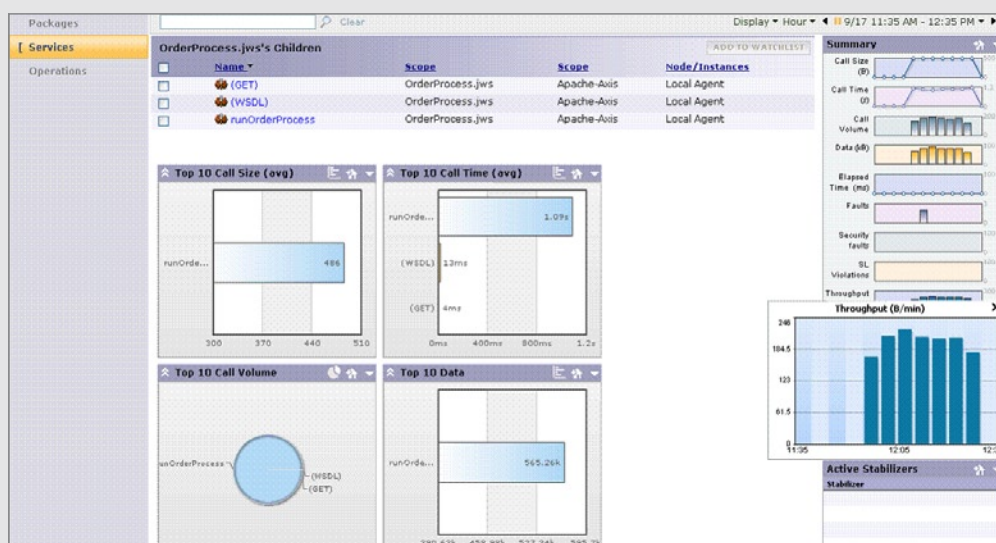 Packages
Clear
Display ▾ Hour ▾ 9/17 11:35 AM - 12:35 PM ▾
[ Services
Operations
OrderProcess.jws's Children
ADD TO WATCHLIST
Name Scope Scope Node/Instances
(GET) OrderProcess.jws Apache-Axis Local Agent
(WSDL) OrderProcess.jws Apache-Axis Local Agent
runOrderProcess OrderProcess.jws Apache-Axis Local Agent
Top 10 Call Size (avg)
runOrde...
486
300 370 440 510
Top 10 Call Time (avg)
runOrde...
1.09s
(WSDL) 13ms
(GET) 4ms
0ms 400ms 800ms 1.2s
Top 10 Call Volume
unOrderProcess
(WSDL)
(GET)
Top 10 Data
runOrde...
565.26k
Summary
Call Size (B)
Call Time
Call Volume
Data (kB)
Elapsed Time (ms)
Faults
Security faults
SL Violations
Throughput
Throughput (B/min)
246
184.5
123
61.5
0
11:35 12:05
Active Stabilizers
Stabilizer